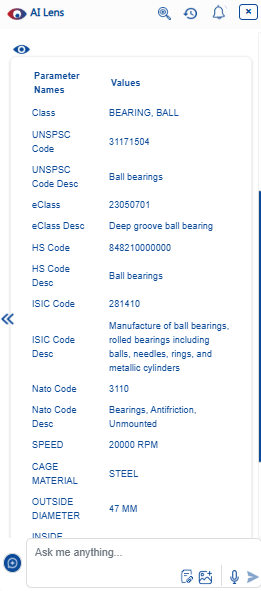 AI Lens
Parameter Names Values
Class BEARING, BALL
UNSPSC Code 31171504
UNSPSC Code Desc Ball bearings
eClass 23050701
eClass Desc Deep groove ball bearing
HS Code 848210000000
HS Code Desc Ball bearings
ISIC Code 281410
ISIC Code Desc Manufacture of ball bearings, rolled bearings including balls, needles, rings, and metallic cylinders
Nato Code 3110
Nato Code Desc Bearings, Antifriction, Unmounted
SPEED 20000 RPM
CAGE MATERIAL STEEL
OUTSIDE DIAMETER 47 MM
INSIDE
Ask me anything...